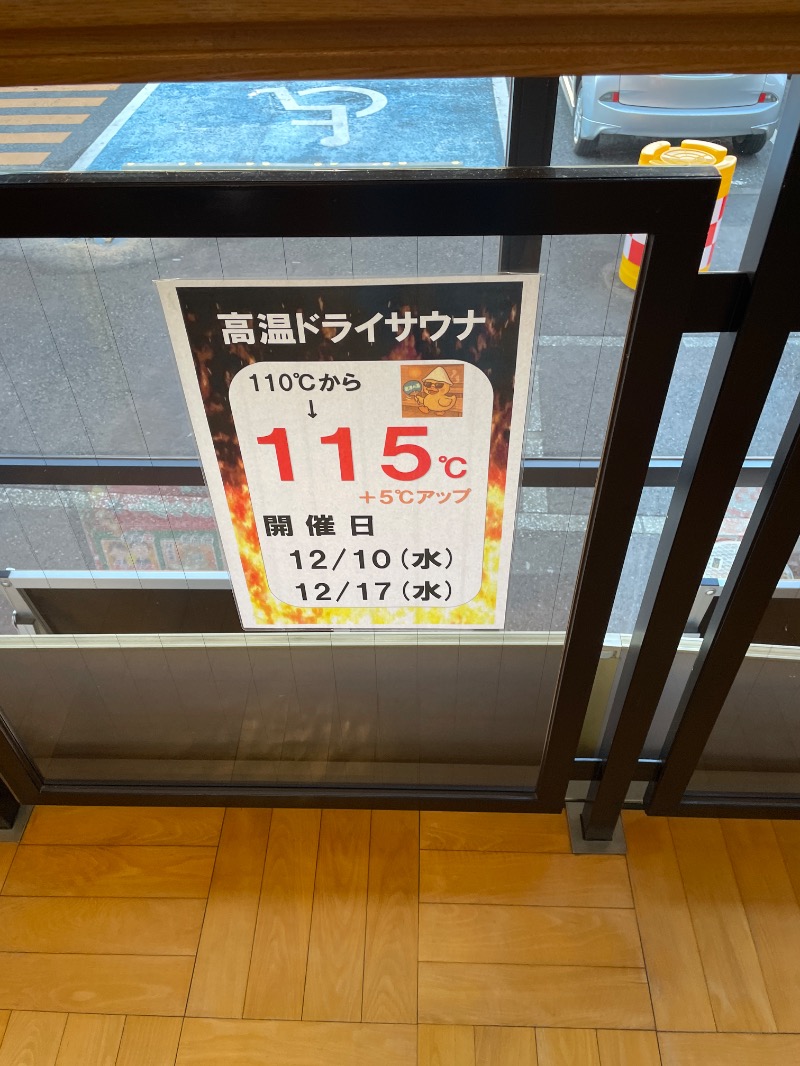 高温ドライサウナ
110℃から
↓
115℃
+5℃アップ
開催日
12/10(水)
12/17(水)